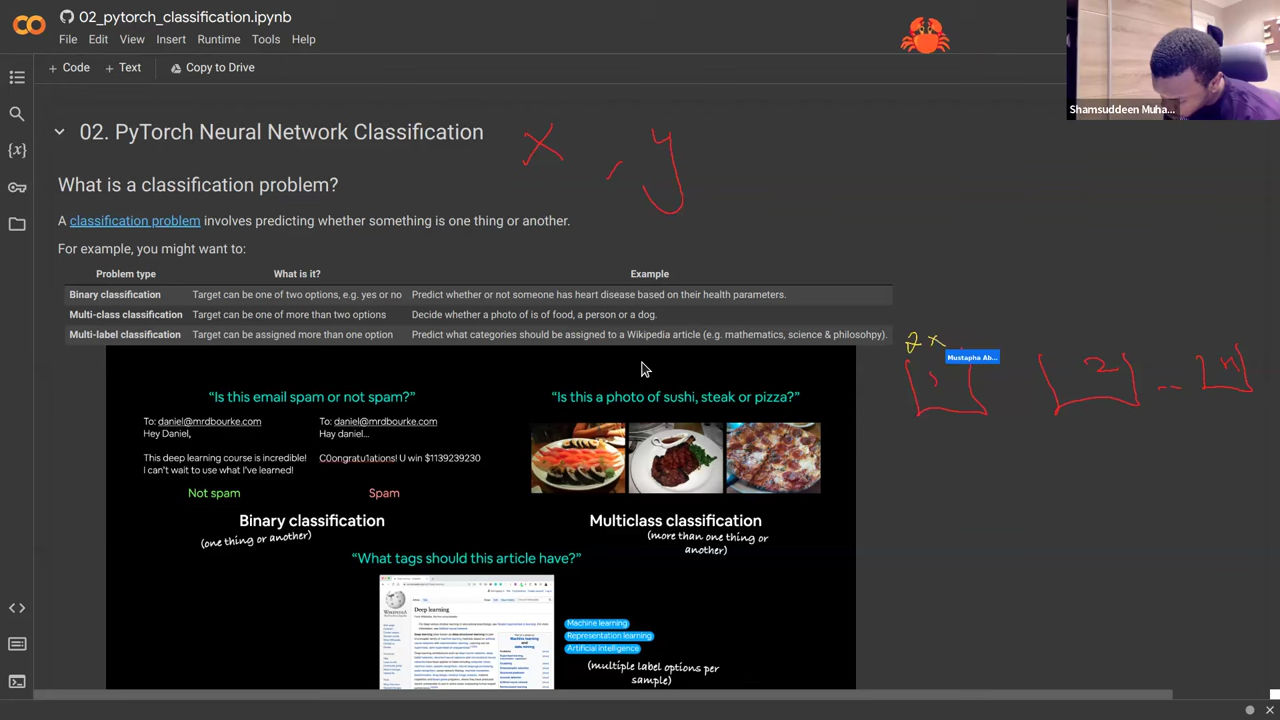 02_pytorch_classification.ipynb
File Edit View Insert Runtime Tools Help
+ Code + Text Copy to Drive
Shamsuddeen Muha...
02. PyTorch Neural Network Classification
x , y
What is a classification problem?
A classification problem involves predicting whether something is one thing or another.
For example, you might want to:
Problem type What is it? Example
Binary classification Target can be one of two options, e.g. yes or no Predict whether or not someone has heart disease based on their health parameters.
Multi-class classification Target can be one of more than two options Decide whether a photo of is of food, a person or a dog.
Multi-label classification Target can be assigned more than one option Predict what categories should be assigned to a Wikipedia article (e.g. mathematics, science & philosohpy).
2 x
Mustapha Ab...
1 2 -- n
“Is this email spam or not spam?”
To: daniel@mrdbourke.com
Hey Daniel,
This deep learning course is incredible!
I can’t wait to use what I’ve learned!
Not spam
To: daniel@mrdbourke.com
Hay daniel...
C0ongratu1ations! U win $1139239230
Spam
Binary classification
(one thing or another)
“Is this a photo of sushi, steak or pizza?”
Multiclass classification
(more than one thing or
another)
“What tags should this article have?”
Deep learning
Machine learning
Representation learning
Artificial intelligence
(multiple label options per
sample)